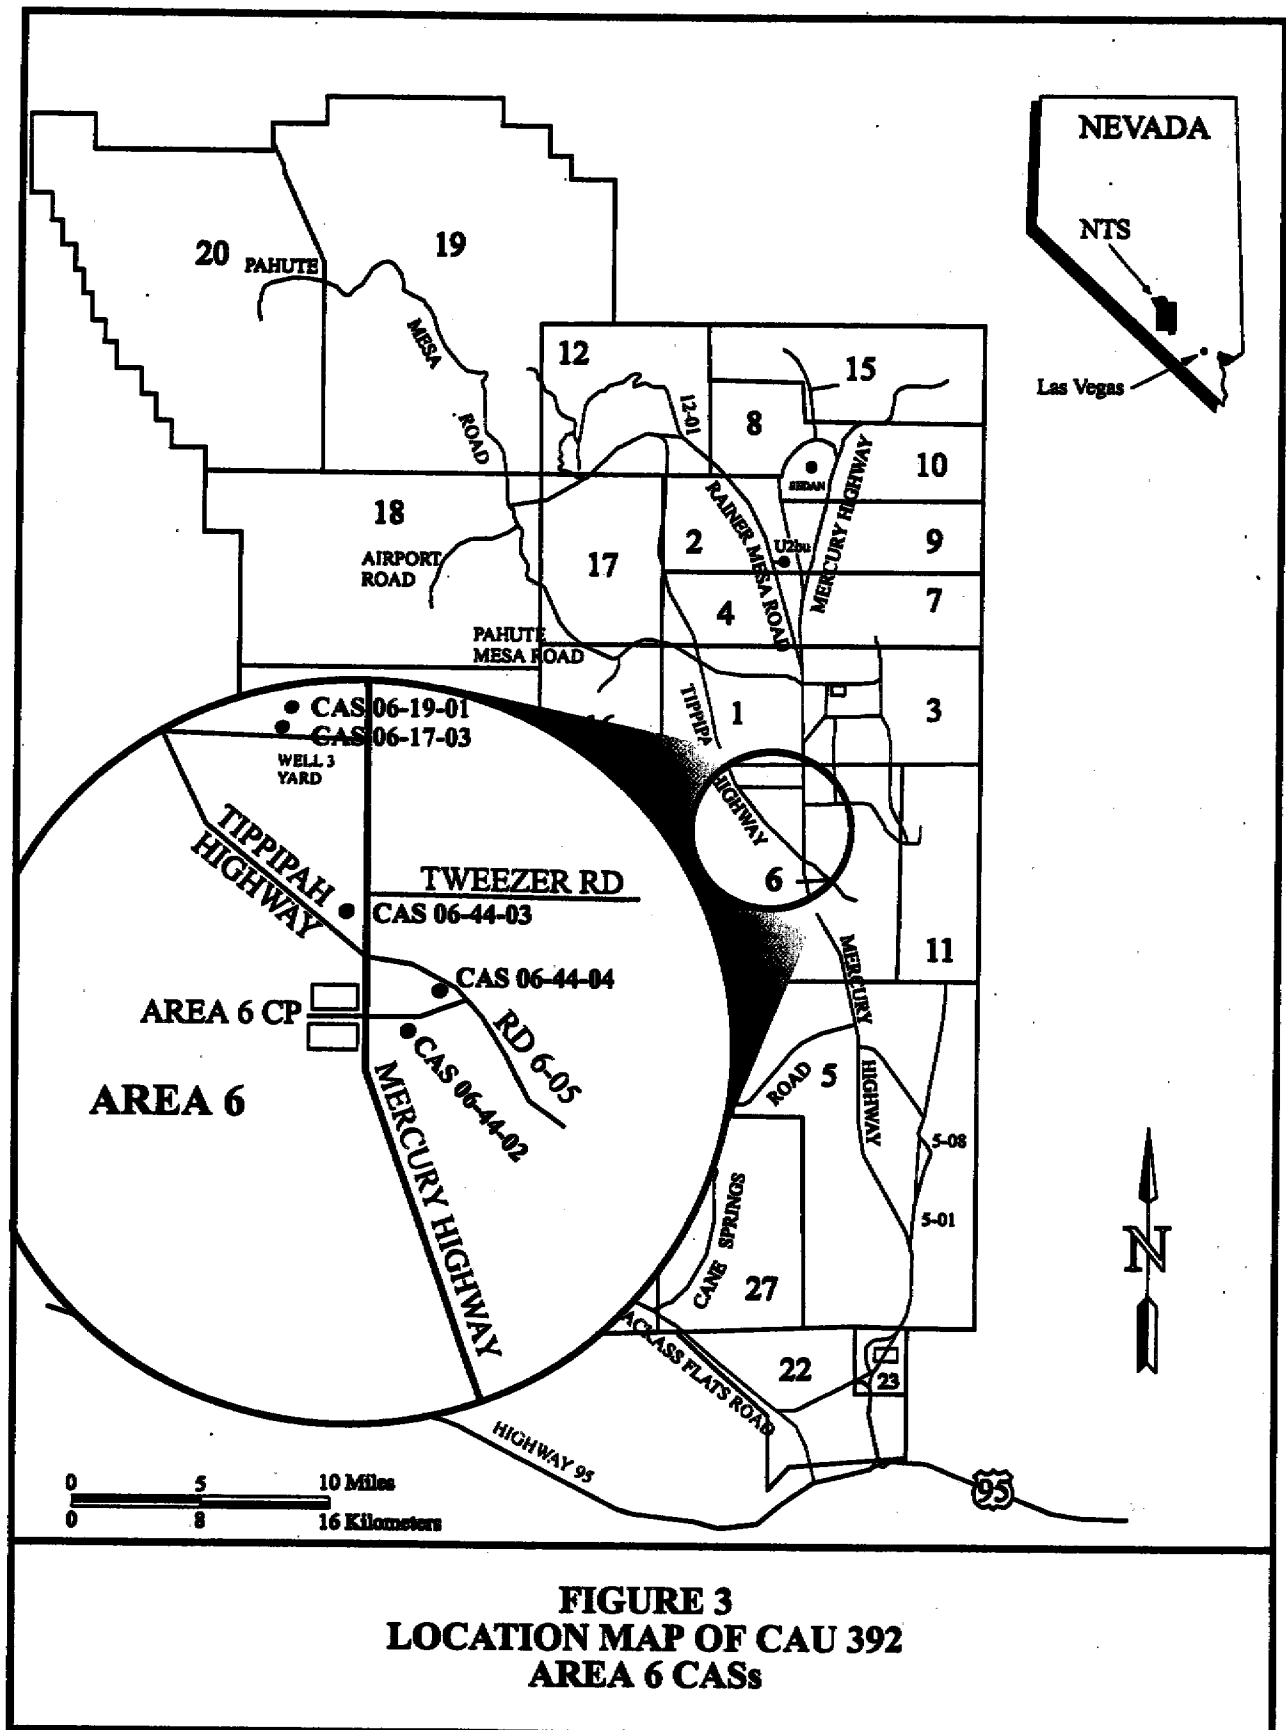 NEVADA
NTS
Las Vegas
20
19
PAHUTE
MESA
ROAD
12
15
12-01
8
10
SEDAN
18
RAINER MESA ROAD
MERCURY HIGHWAY
2
U2bu
9
AIRPORT
ROAD
17
7
4
PAHUTE
MESA ROAD
TIPPIPA
1
3
CAS 06-19-01
CAS 06-17-03
WELL 3
YARD
HIGHWAY
TIPPIPAH
HIGHWAY
TWEEZER RD
6
CAS 06-44-03
11
MERCURY
CAS 06-44-04
AREA 6 CP
RD 6-05
CAS 06-44-02
ROAD
5
HIGHWAY
AREA 6
5-08
MERCURY HIGHWAY
CANE SPRINGS
5-01
N
27
ACKASS FLATS ROAD
22
23
HIGHWAY 95
95
0 5 10 Miles
0 8 16 Kilometers
FIGURE 3
LOCATION MAP OF CAU 392
AREA 6 CASs